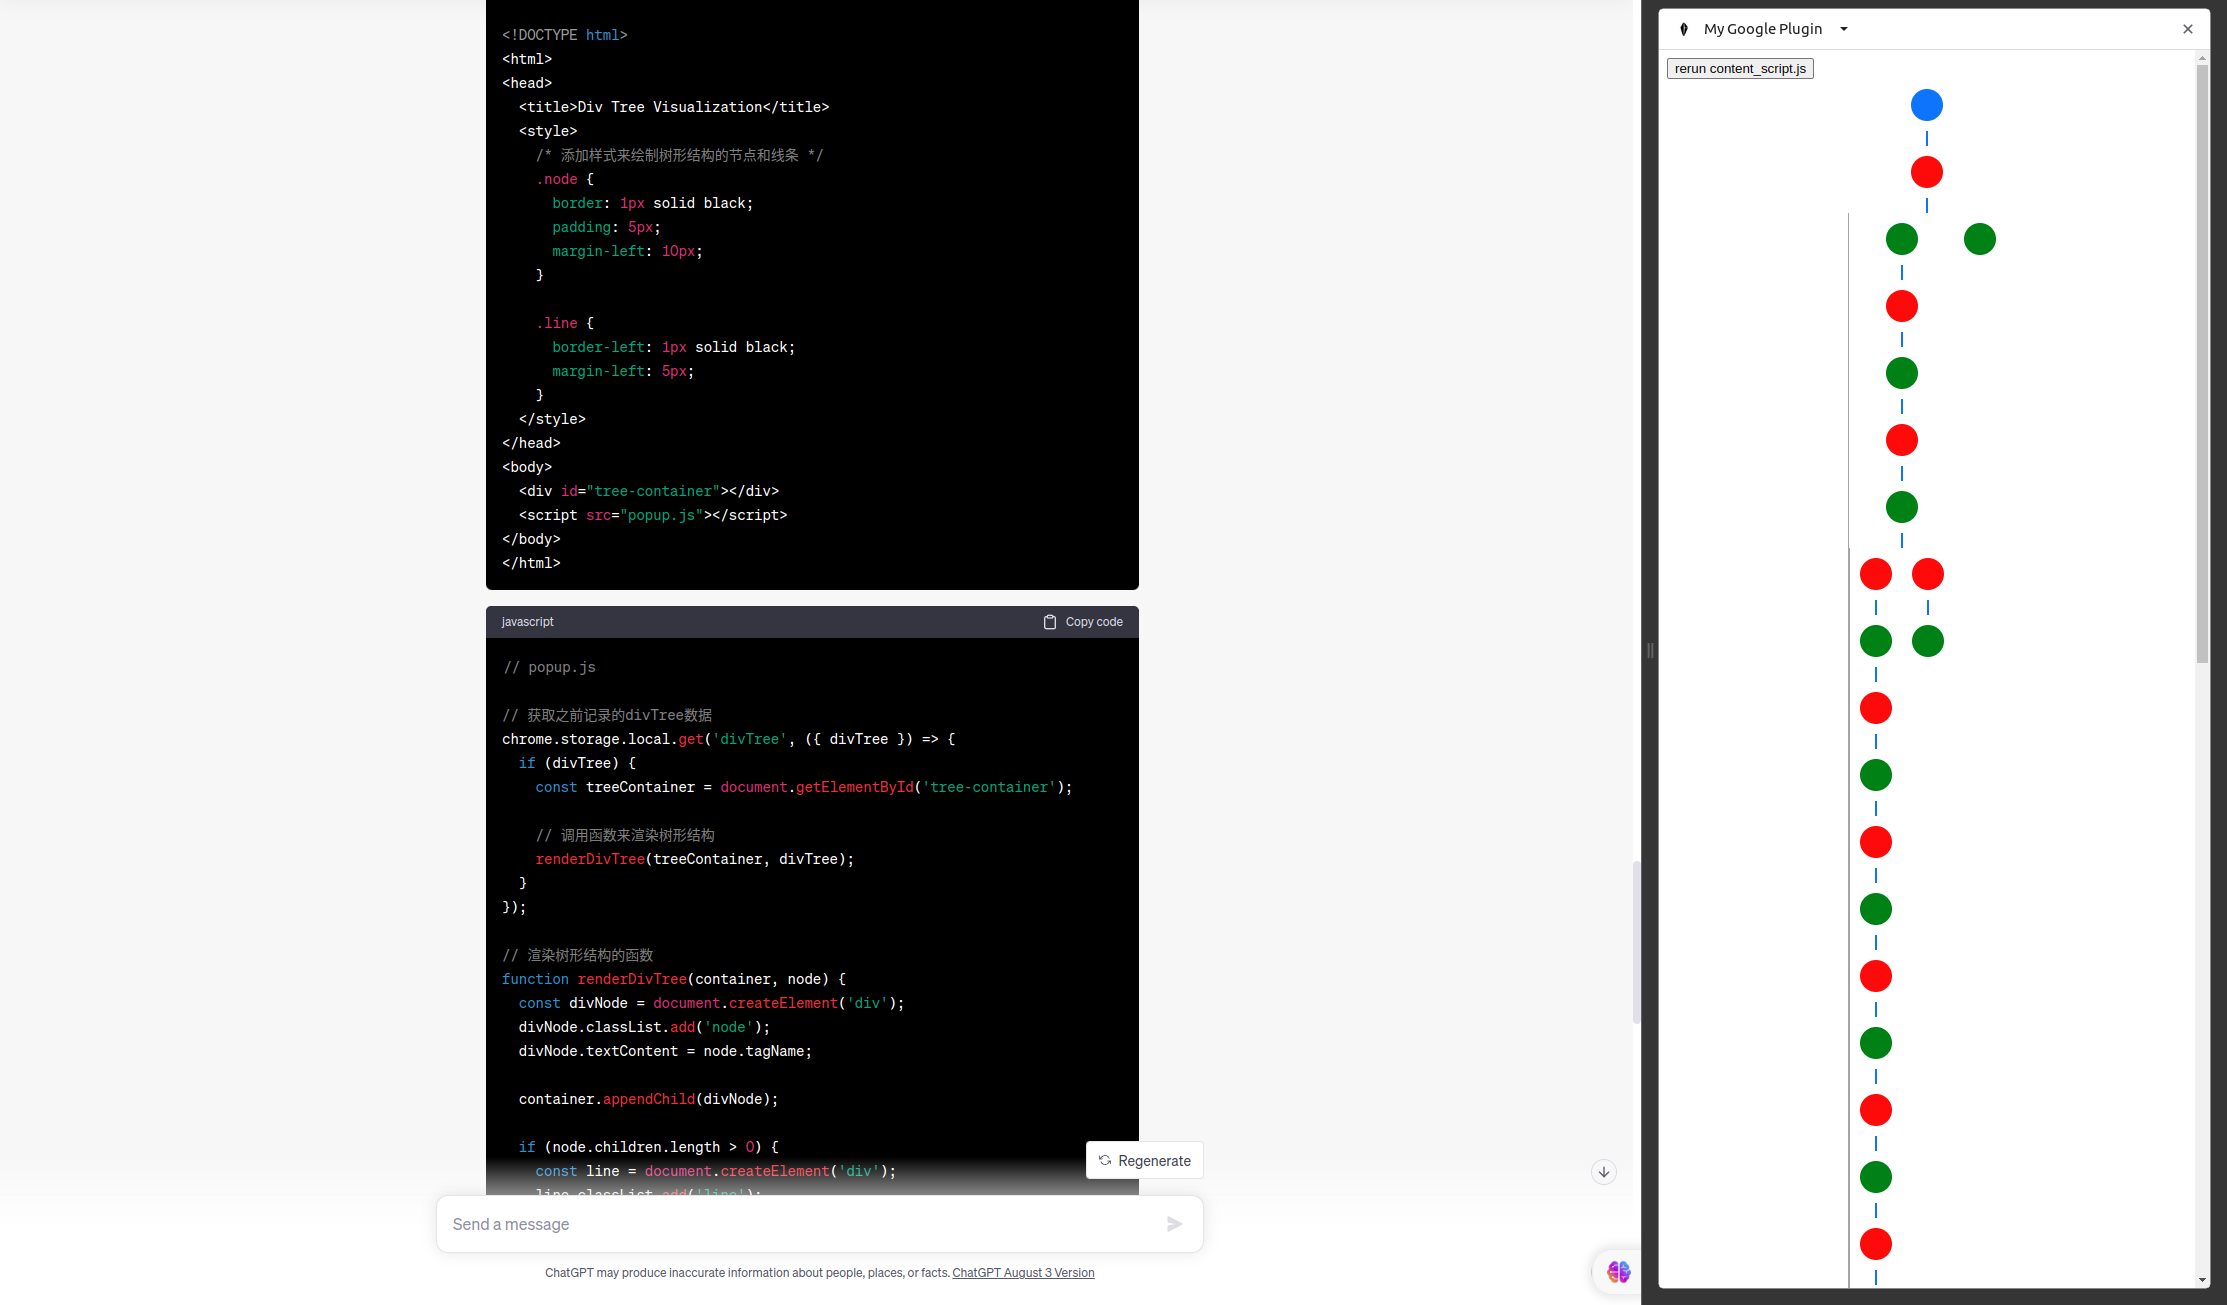 <!DOCTYPE html>
<html>
<head>
  <title>Div Tree Visualization</title>
  <style>
    /* 添加样式来绘制树形结构的节点和线条 */
    .node {
      border: 1px solid black;
      padding: 5px;
      margin-left: 10px;
    }
    .line {
      border-left: 1px solid black;
      margin-left: 5px;
    }
  </style>
</head>
<body>
  <div id="tree-container"></div>
  <script src="popup.js"></script>
</body>
</html>
javascript
Copy code
// popup.js
// 获取之前记录的divTree数据
chrome.storage.local.get('divTree', ({ divTree }) => {
  if (divTree) {
    const treeContainer = document.getElementById('tree-container');
    // 调用函数来渲染树形结构
    renderDivTree(treeContainer, divTree);
  }
});
// 渲染树形结构的函数
function renderDivTree(container, node) {
  const divNode = document.createElement('div');
  divNode.classList.add('node');
  divNode.textContent = node.tagName;
  container.appendChild(divNode);
  if (node.children.length > 0) {
    const line = document.createElement('div');
    line.classList.add('line');
Regenerate
Send a message
ChatGPT may produce inaccurate information about people, places, or facts. ChatGPT August 3 Version
My Google Plugin
rerun content_script.js